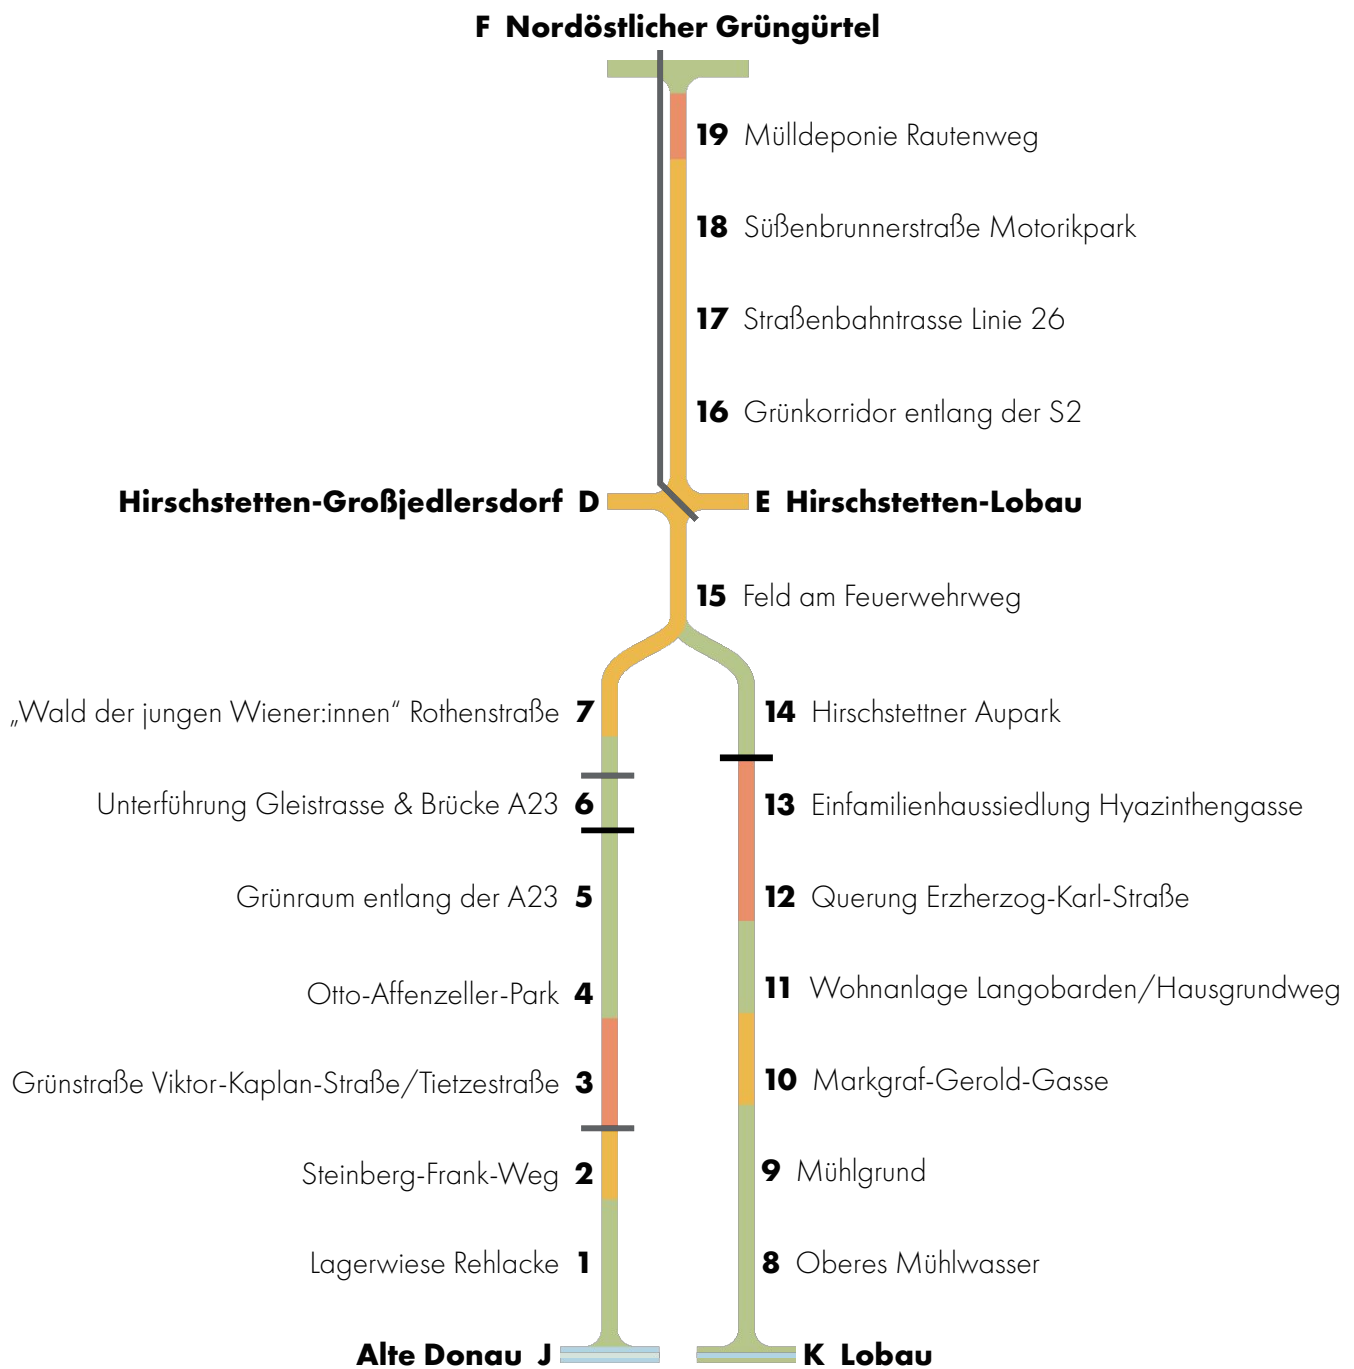 F Nordöstlicher Grüngürtel
19 Mülldeponie Rautenweg
18 Süßenbrunnerstraße Motorikpark
17 Straßenbahntrasse Linie 26
16 Grünkorridor entlang der S2
Hirschstetten-Großjedlersdorf D
E Hirschstetten-Lobau
15 Feld am Feuerwehrweg
„Wald der jungen Wiener:innen“ Rothenstraße 7
14 Hirschstettner Aupark
Unterführung Gleistrasse & Brücke A23 6
13 Einfamilienhaussiedlung Hyazinthengasse
Grünraum entlang der A23 5
12 Querung Erzherzog-Karl-Straße
Otto-Affenzeller-Park 4
11 Wohnanlage Langobarden/Hausgrundweg
Grünstraße Viktor-Kaplan-Straße/Tietzestraße 3
10 Markgraf-Gerold-Gasse
Steinberg-Frank-Weg 2
9 Mühlgrund
Lagerwiese Rehlacke 1
8 Oberes Mühlwasser
Alte Donau J
K Lobau